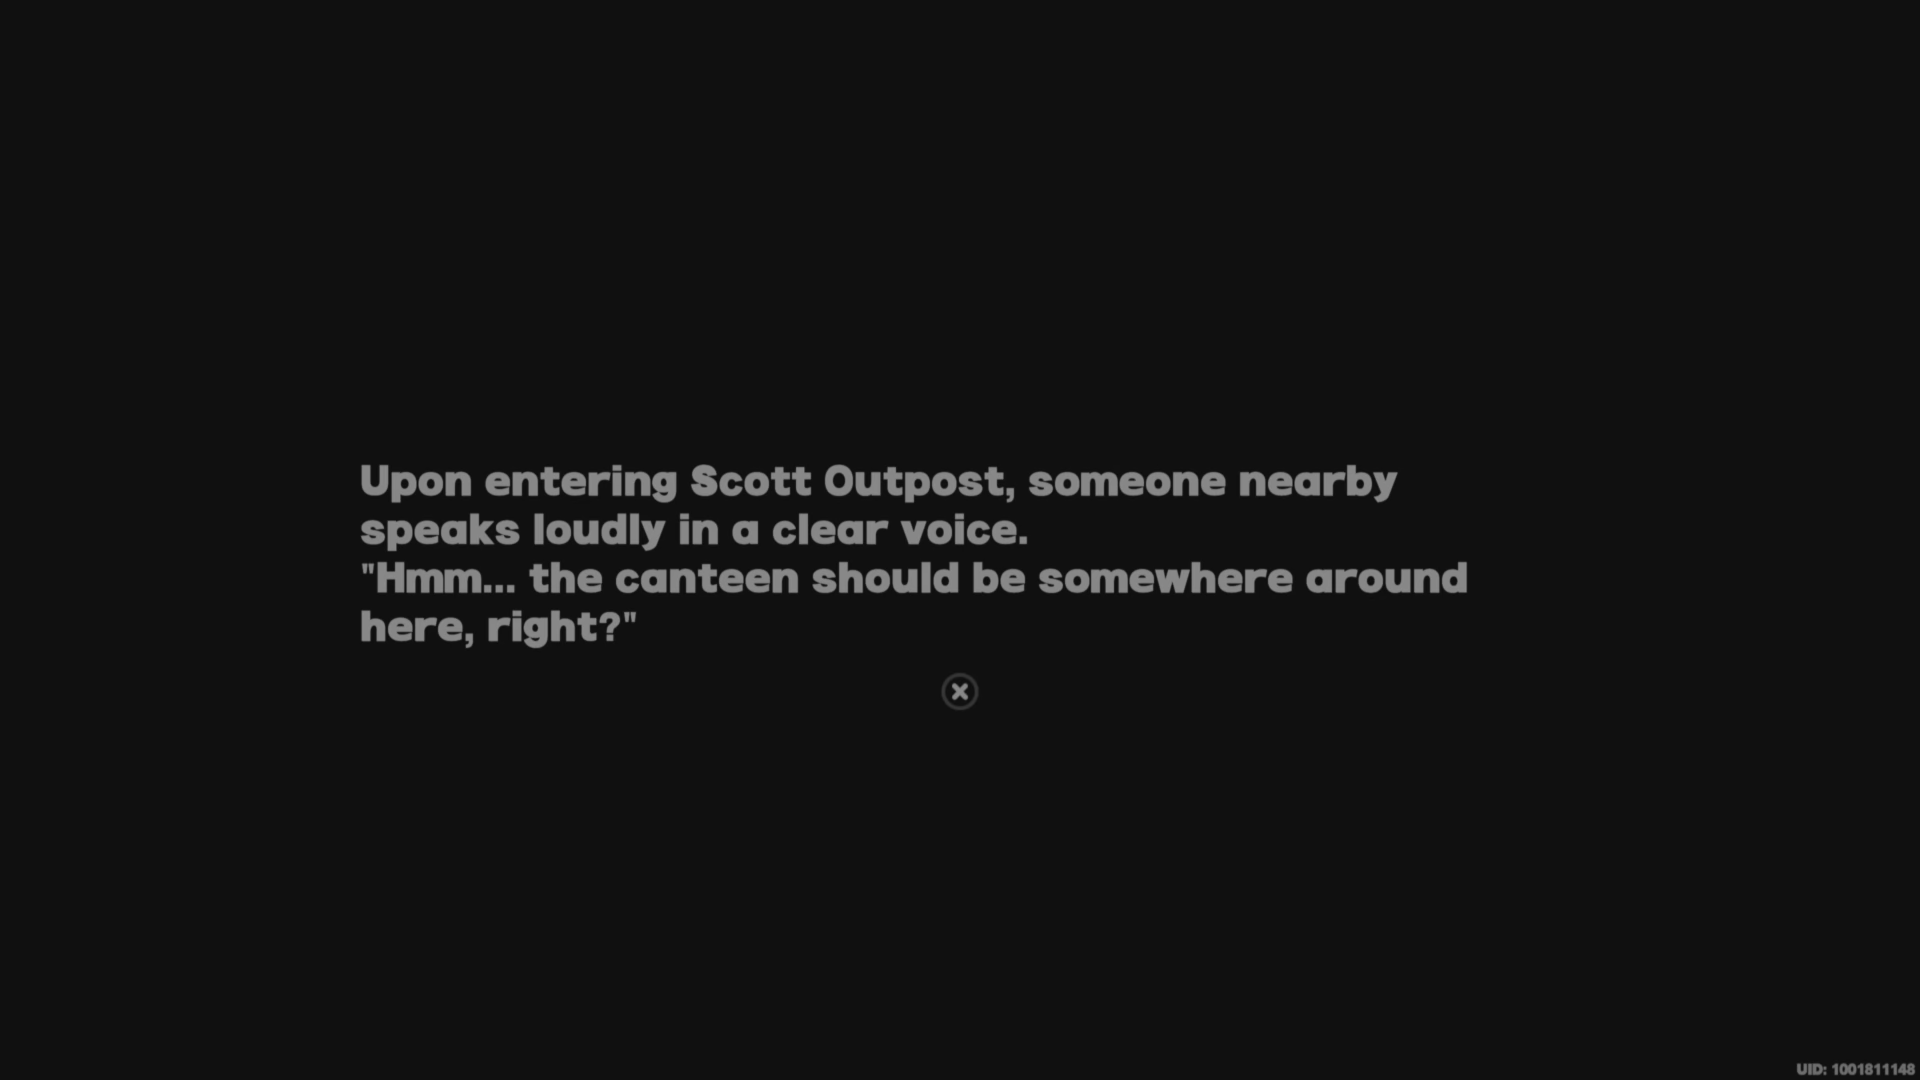 Upon entering Scott Outpost, someone nearby
speaks loudly in a clear voice.
"Hmm... the canteen should be somewhere around
here, right?"
UID: 1001811148